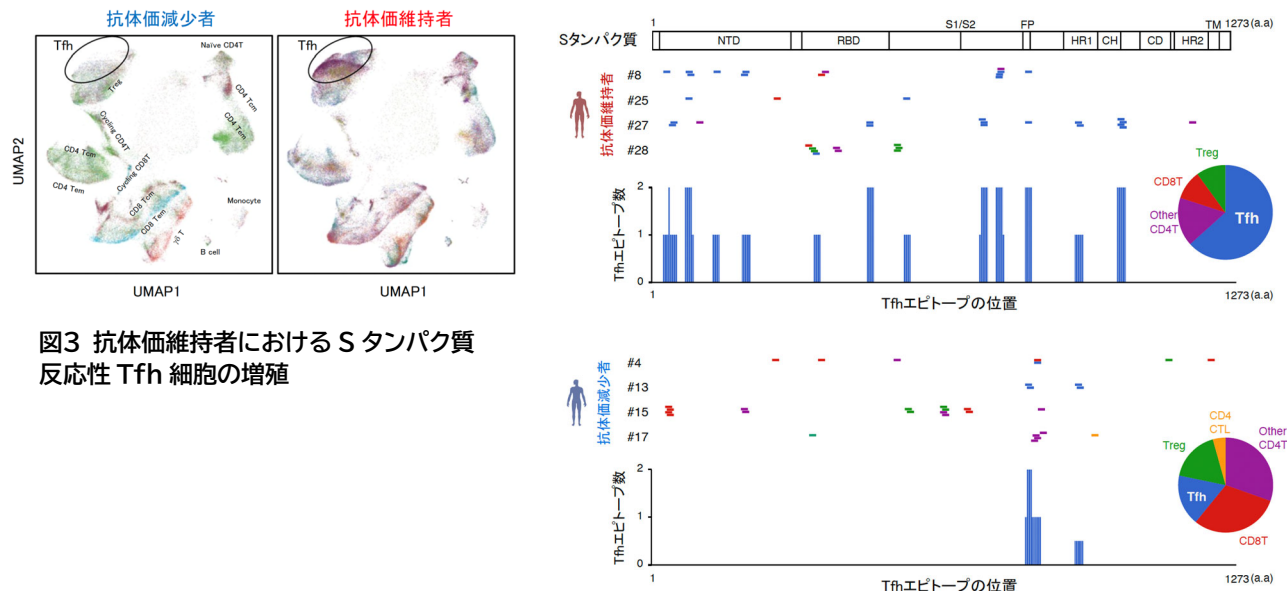 抗体価減少者
抗体価維持者
Tfh
Treg
Naïve CD4T
CD4 Tcm
CD4 Tem
Cycling CD4T
Cycling CD8T
CD4 Tcm
CD4 Tem
CD8 Tcm
CD8 Tem
γδ T
Monocyte
B cell
Tfh
UMAP2
UMAP1
UMAP1
図3 抗体価維持者における S タンパク質
反応性 Tfh 細胞の増殖
1
S1/S2
FP
TM
1273(a.a)
Sタンパク質
NTD
RBD
HR1
CH
CD
HR2
抗体価維持者
#8
#25
#27
#28
Tfhエピトープ数
2
1
0
1
1273(a.a)
Tfhエピトープの位置
Treg
CD8T
Other
CD4T
Tfh
抗体価減少者
#4
#13
#15
#17
Tfhエピトープ数
2
1
0
1
1273(a.a)
Tfhエピトープの位置
CD4
CTL
Other
CD4T
Treg
Tfh
CD8T